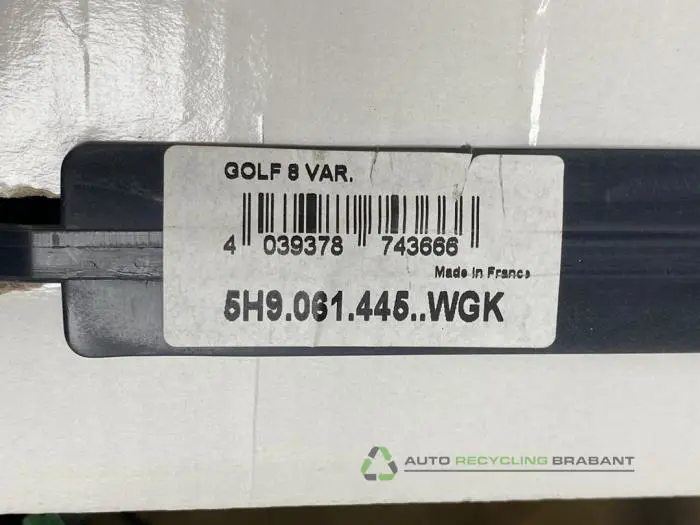 GOLF 8 VAR.
4 039378 743666
Made in France
5H9.061.445..WGK
AUTO RECYCLING BRABANT